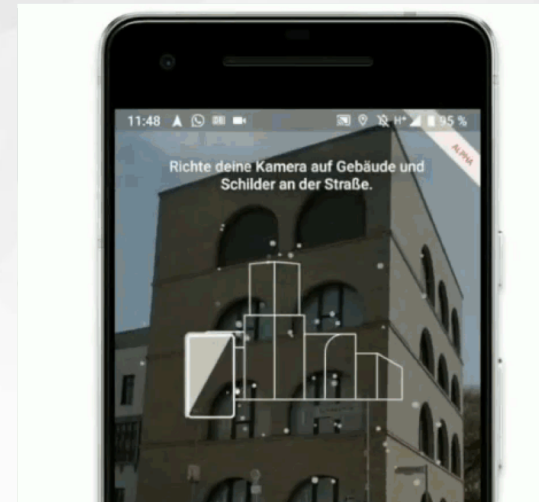 11:48 H+ 95 %
ALPHA
Richte deine Kamera auf Gebäude und
Schilder an der Straße.